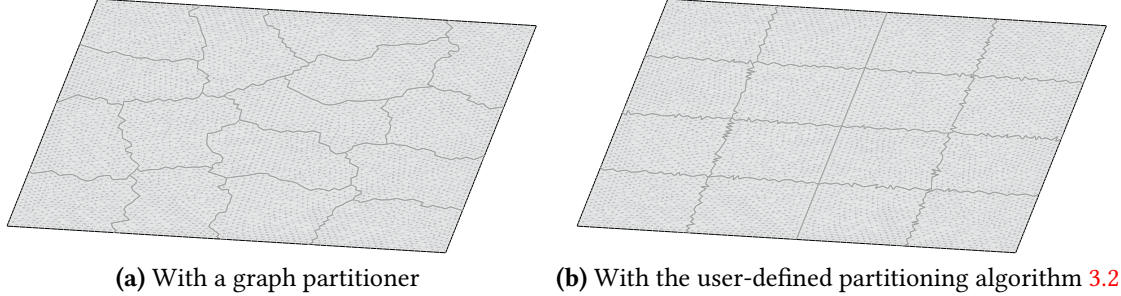 (a) With a graph partitioner
(b) With the user-defined partitioning algorithm 3.2